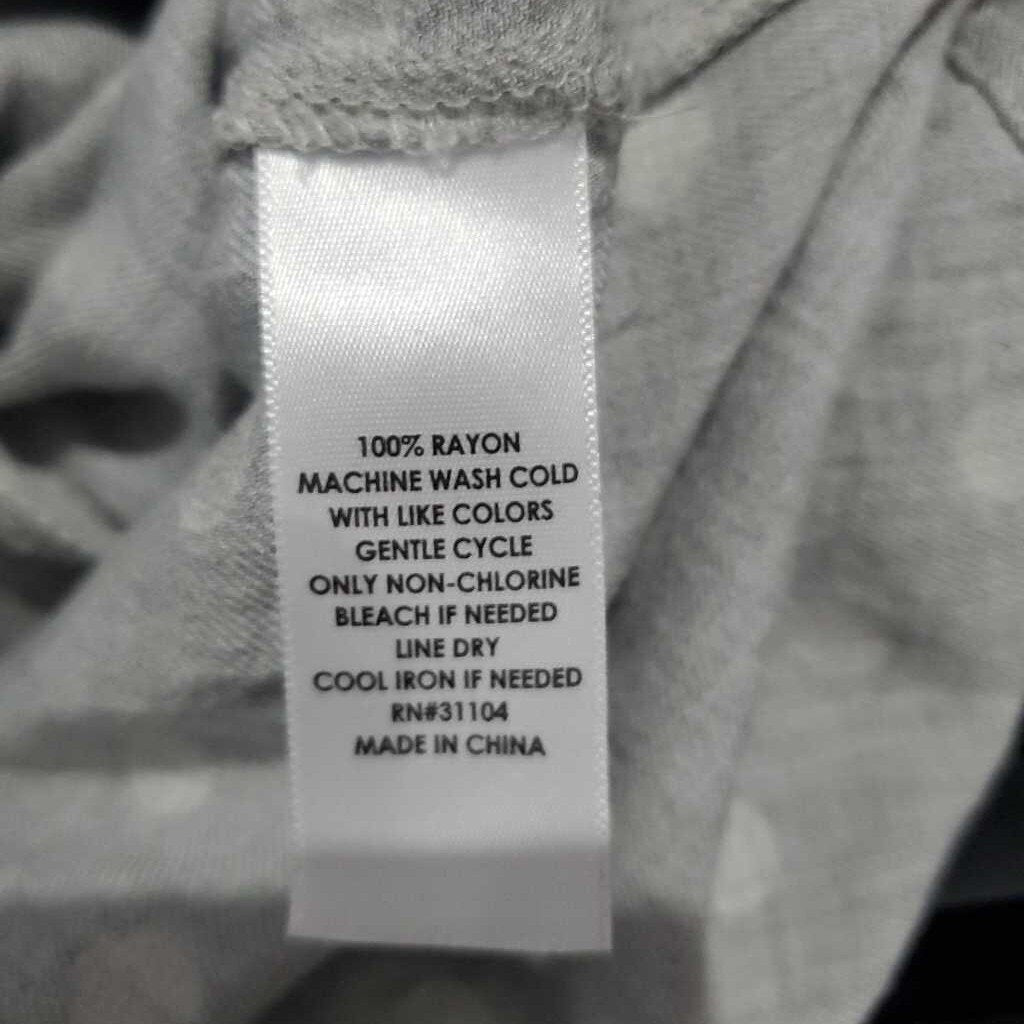 100% RAYON
MACHINE WASH COLD
WITH LIKE COLORS
GENTLE CYCLE
ONLY NON-CHLORINE
BLEACH IF NEEDED
LINE DRY
COOL IRON IF NEEDED
RN#31104
MADE IN CHINA